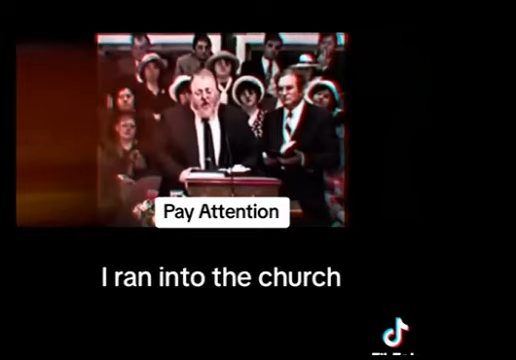 Pay Attention
I ran into the church